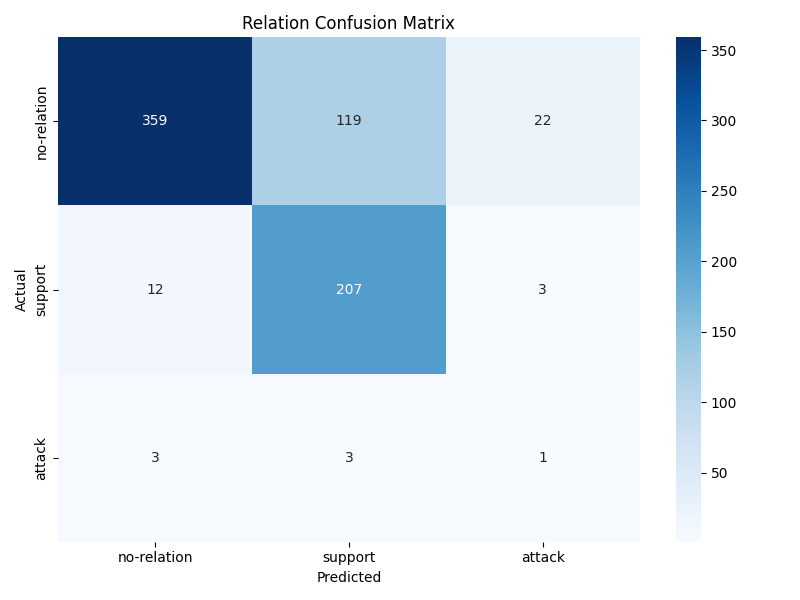 Relation Confusion Matrix
no-relation
359
119
22
350
300
250
200
150
100
50
Actual
support
12
207
3
attack
3
3
1
no-relation
support
attack
Predicted